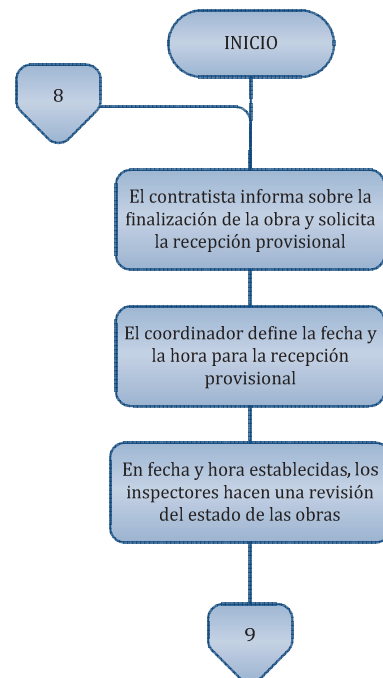 INICIO
8
El contratista informa sobre la
finalización de la obra y solicita
la recepción provisional
El coordinador define la fecha y
la hora para la recepción
provisional
En fecha y hora establecidas, los
inspectores hacen una revisión
del estado de las obras
9